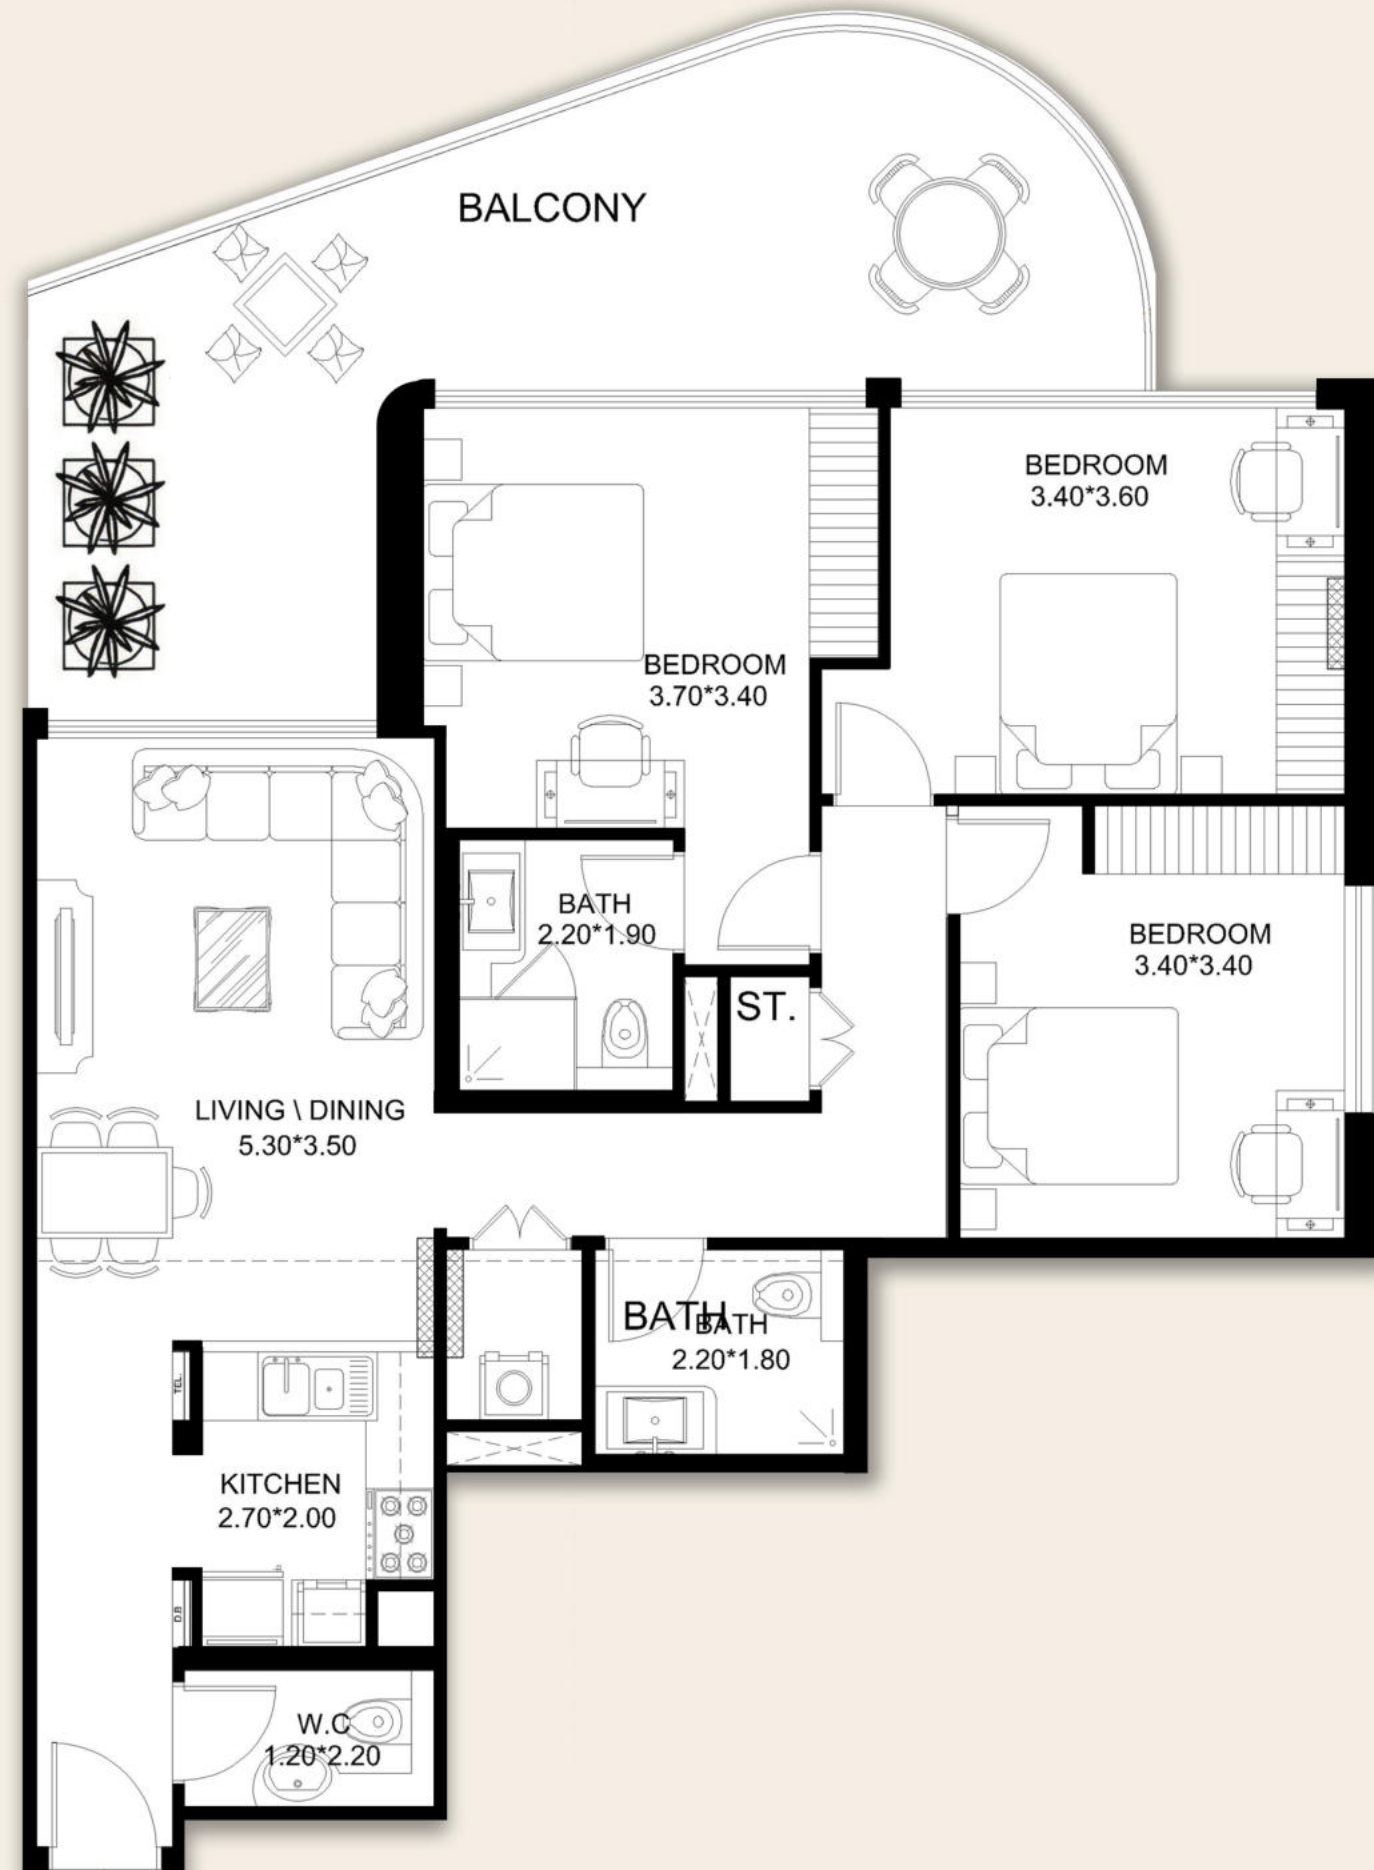 BALCONY
BEDROOM
3.40*3.60
BEDROOM
3.70*3.40
BATH
2.20*1.90
BEDROOM
3.40*3.40
ST.
LIVING \ DINING
5.30*3.50
BATH
BATH
2.20*1.80
TEL.
KITCHEN
2.70*2.00
D.B
W.C
1.20*2.20